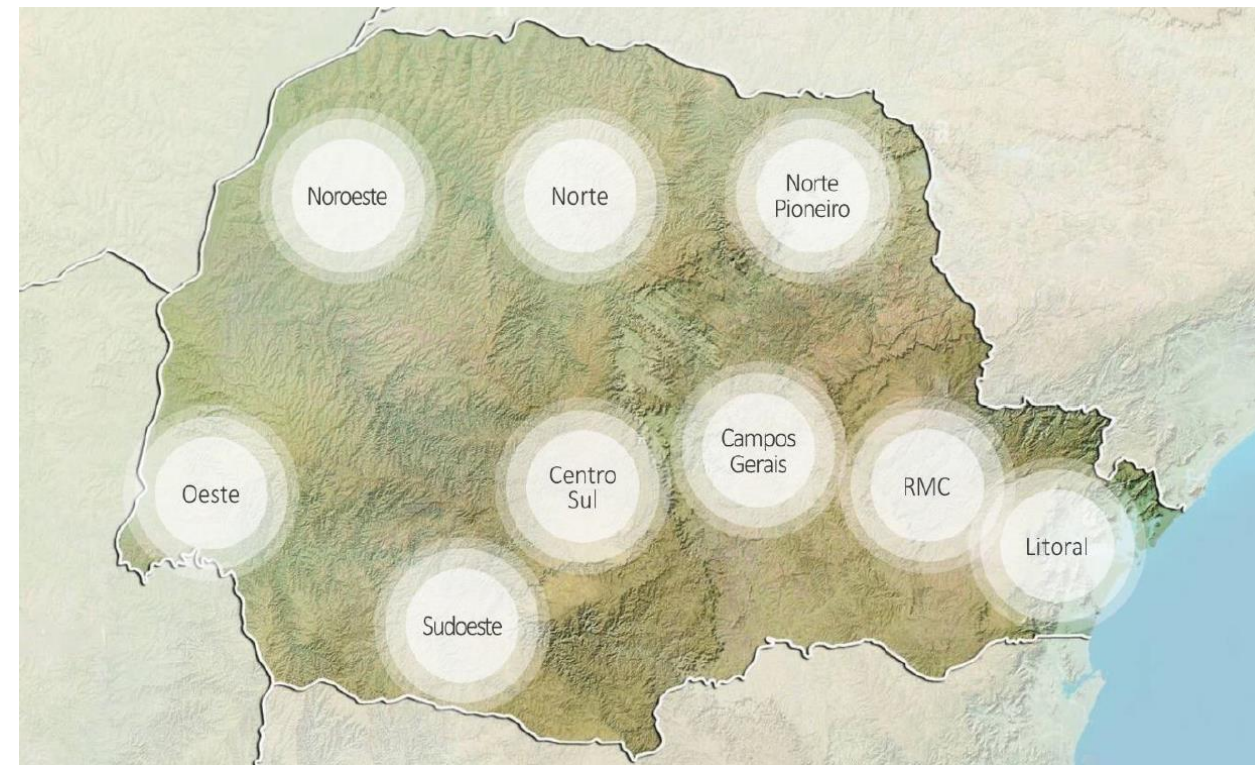 Noroeste
Norte
Norte
Pioneiro
Oeste
Centro
Sul
Campos
Gerais
RMC
Litoral
Sudoeste